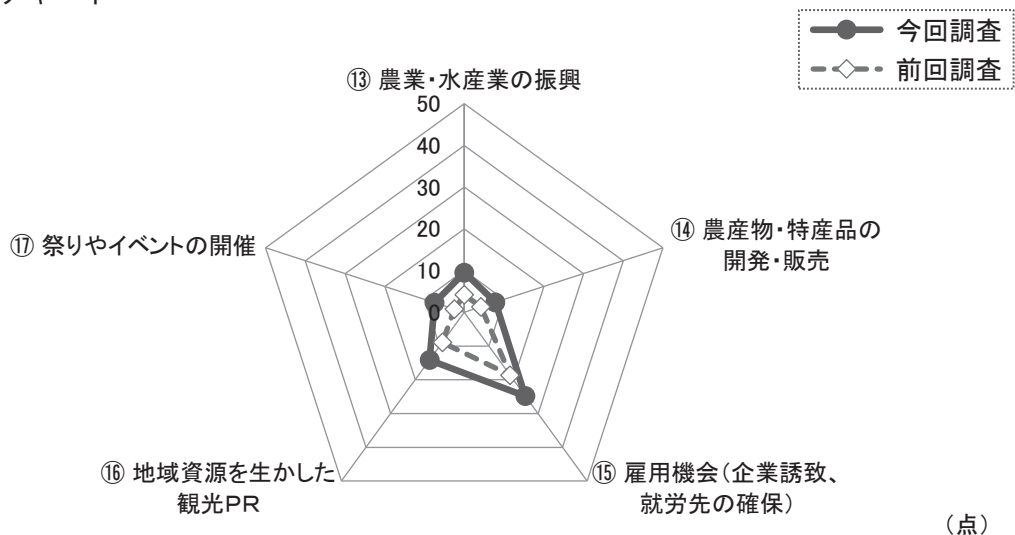 今回調査
前回調査
⑬ 農業・水産業の振興
50
40
30
20
10
0
⑭ 農産物・特産品の
開発・販売
⑰ 祭りやイベントの開催
⑯ 地域資源を生かした
観光PR
⑮ 雇用機会(企業誘致、
就労先の確保)
(点)